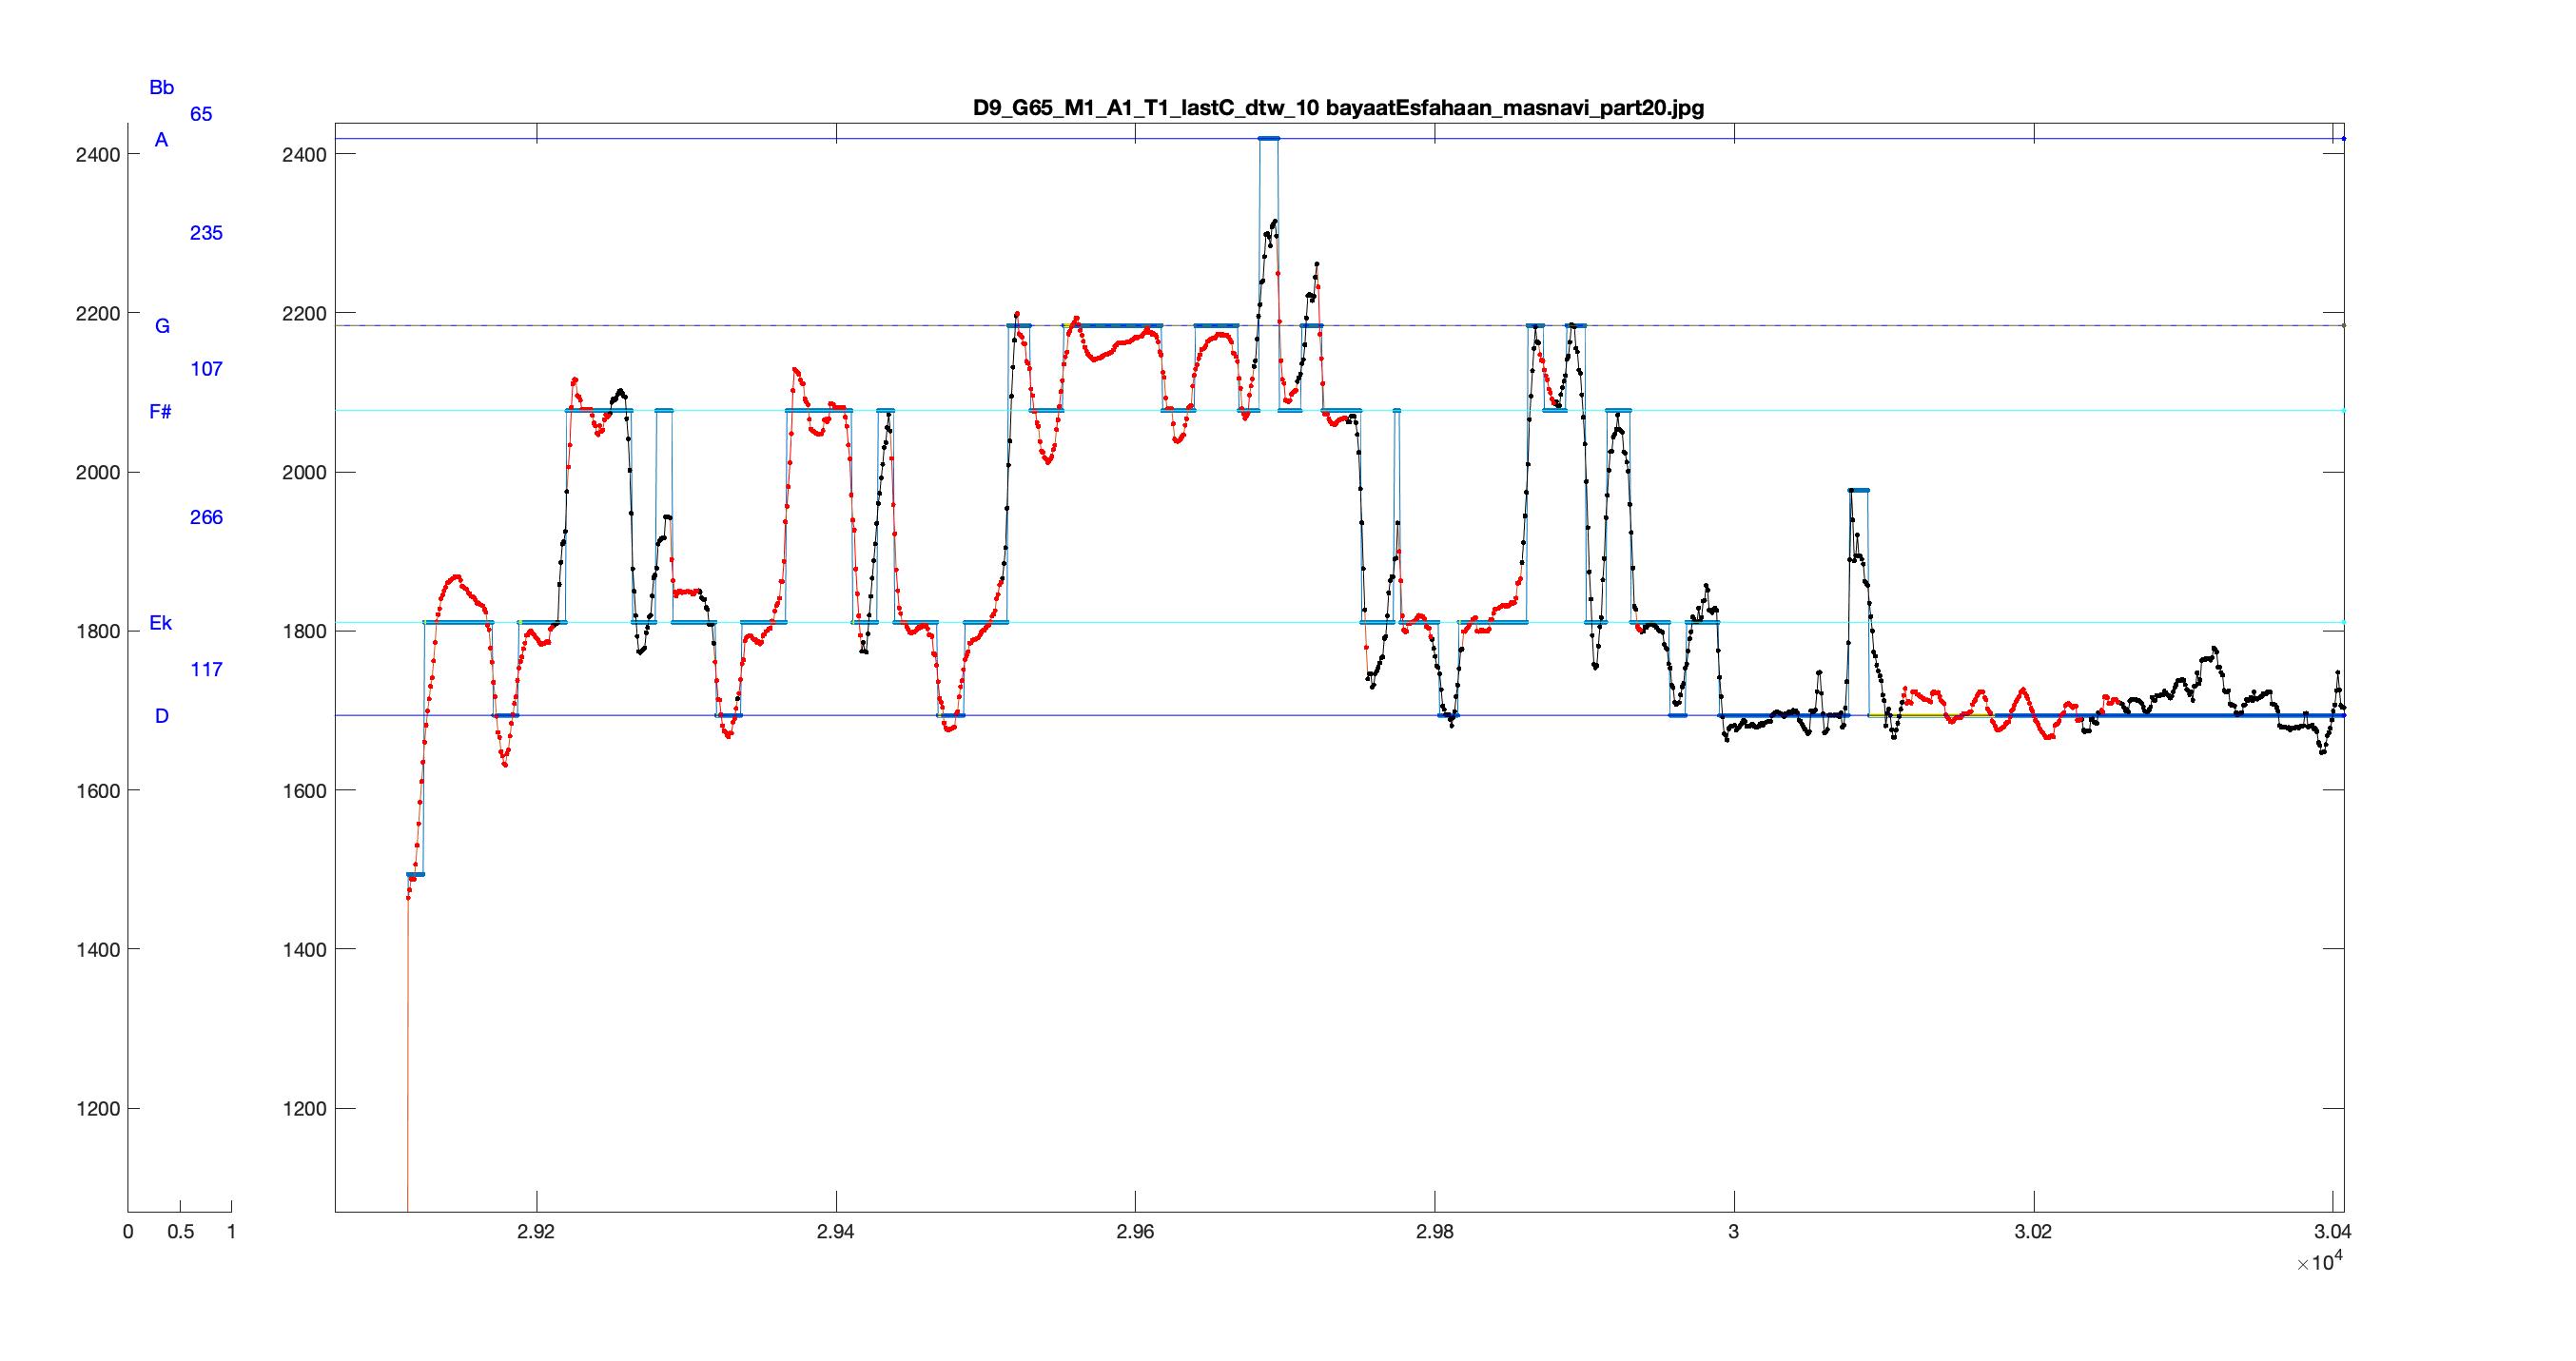 D9_G65_M1_A1_T1_lastC_dtw_10 bayaatEsfahaan_masnavi_part20.jpg
Bb
65
A
235
G
107
F#
266
Ek
117
D
2400
2200
2000
1800
1600
1400
1200
0 0.5 1
2400
2200
2000
1800
1600
1400
1200
2.92 2.94 2.96 2.98 3 3.02 3.04
×10⁴